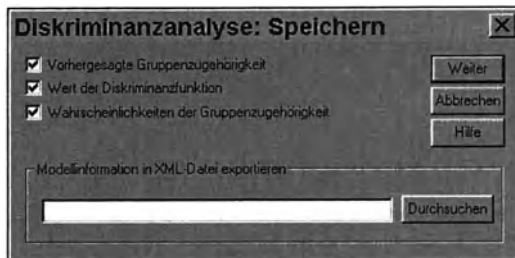 Diskriminanzanalyse: Speichern
Vorhergesagte Gruppenzugehörigkeit
Wert der Diskriminanzfunktion
Wahrscheinlichkeiten der Gruppenzugehörigkeit
Weiter
Abbrechen
Hilfe
Modellinformation in XML-Datei exportieren
Durchsuchen